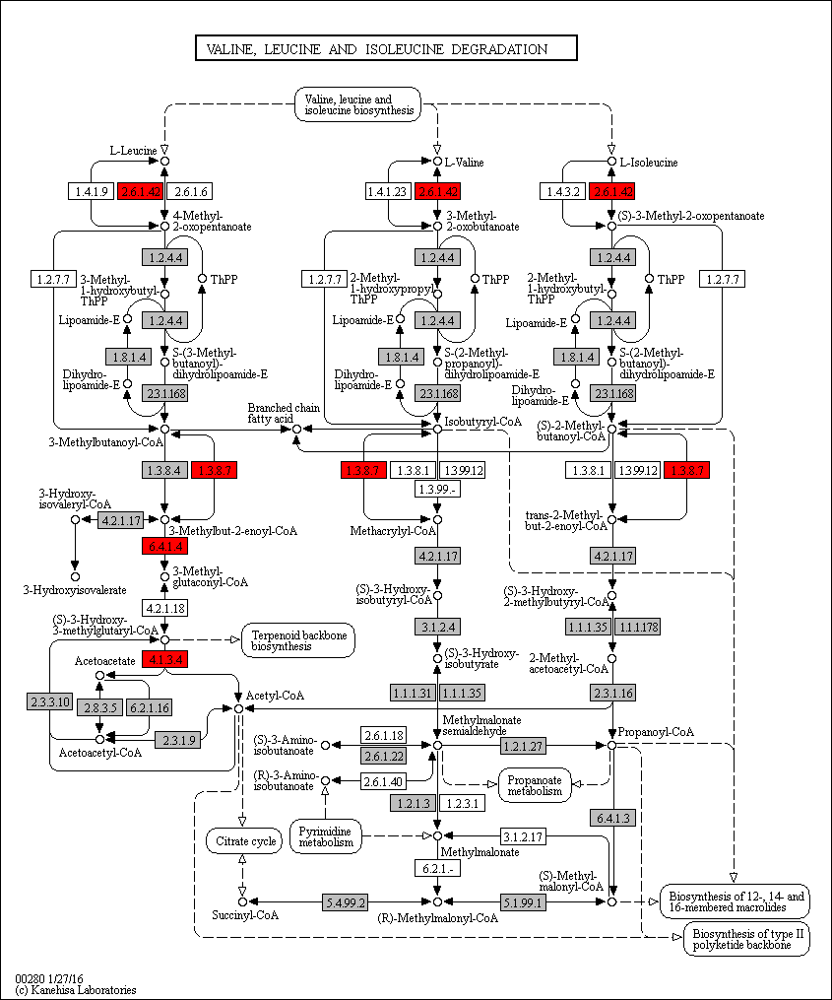 VALINE, LEUCINE AND ISOLEUCINE DEGRADATION
Valine, leucine and
isoleucine biosynthesis
L-Leucine
L-Valine
L-Isoleucine
1.4.1.9
2.6.1.42
2.6.1.6
1.4.1.23
2.6.1.42
1.4.3.2
2.6.1.42
4-Methyl-
2-oxopentanoate
3-Methyl-
2-oxobutanoate
(S)-3-Methyl-2-oxopentanoate
1.2.4.4
1.2.4.4
1.2.4.4
1.2.7.7
ThPP
1.2.7.7
ThPP
ThPP
1.2.7.7
3-Methyl-
1-hydroxybutyl-
ThPP
2-Methyl-
1-hydroxypropyl-
ThPP
2-Methyl-
1-hydroxybutyl-
ThPP
Lipoamide-E
1.2.4.4
Lipoamide-E
1.2.4.4
Lipoamide-E
1.2.4.4
1.8.1.4
1.8.1.4
1.8.1.4
S-(3-Methyl-
butanoyl)-
dihydrolipoamide-E
S-(2-Methyl-
propanoyl)-
dihydrolipoamide-E
S-(2-Methyl-
butanoyl)-
dihydrolipoamide-E
Dihydro-
lipoamide-E
Dihydro-
lipoamide-E
Dihydro-
lipoamide-E
2.3.1.168
2.3.1.168
2.3.1.168
Branched chain
fatty acid
3-Methylbutanoyl-CoA
Isobutyryl-CoA
(S)-2-Methyl-
butanoyl-CoA
1.3.8.4
1.3.8.7
1.3.8.7
1.3.8.1
1.3.99.12
1.3.8.1
1.3.99.12
1.3.8.7
1.3.99.-
3-Hydroxy-
isovaleryl-CoA
4.2.1.17
3-Methylbut-2-enoyl-CoA
Methacrylyl-CoA
trans-2-Methyl-
but-2-enoyl-CoA
6.4.1.4
4.2.1.17
4.2.1.17
3-Hydroxyisovalerate
3-Methyl-
glutaconyl-CoA
(S)-3-Hydroxy-
isobutyryl-CoA
(S)-3-Hydroxy-
2-methylbutyryl-CoA
4.2.1.18
(S)-3-Hydroxy-
3-methylglutaryl-CoA
Terpenoid backbone
biosynthesis
3.1.2.4
1.1.1.35
1.1.1.178
Acetoacetate
4.1.3.4
(S)-3-Hydroxy-
isobutyrate
2-Methyl-
acetoacetyl-CoA
2.3.3.10
2.8.3.5
6.2.1.16
Acetyl-CoA
1.1.1.31
1.1.1.35
2.3.1.16
2.3.1.9
Acetoacetyl-CoA
Methylmalonate
semialdehyde
Propanoyl-CoA
(S)-3-Amino-
isobutanoate
2.6.1.18
2.6.1.22
1.2.1.27
(R)-3-Amino-
isobutanoate
2.6.1.40
Propanoate
metabolism
1.2.1.3
1.2.3.1
6.4.1.3
Citrate cycle
Pyrimidine
metabolism
3.1.2.17
Methylmalonate
6.2.1.-
(S)-Methyl-
malonyl-CoA
5.4.99.2
5.1.99.1
Succinyl-CoA
(R)-Methylmalonyl-CoA
Biosynthesis of 12-, 14- and
16-membered macrolides
Biosynthesis of type II
polyketide backbone
00280 1/27/16
(c) Kanehisa Laboratories